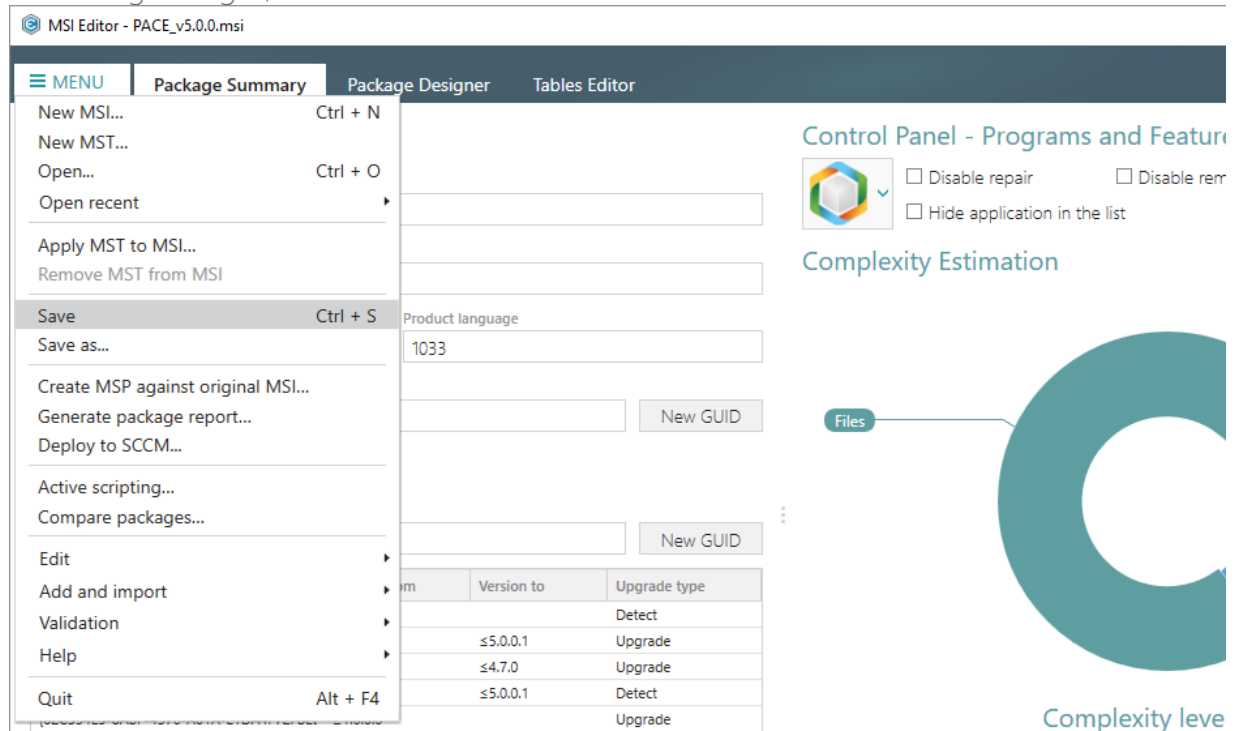 MSI Editor - PACE_v5.0.0.msi
MENU Package Summary Package Designer Tables Editor
New MSI... Ctrl + N
New MST...
Open... Ctrl + O
Open recent
Apply MST to MSI...
Remove MST from MSI
Save Ctrl + S
Save as...
Create MSP against original MSI...
Generate package report...
Deploy to SCCM...
Active scripting...
Compare packages...
Edit
Add and import
Validation
Help
Quit Alt + F4
Product language
1033
New GUID
New GUID
om Version to Upgrade type
Detect
≤5.0.0.1 Upgrade
≤4.7.0 Upgrade
≤5.0.0.1 Detect
Upgrade
Control Panel - Programs and Feature
Disable repair Disable rem
Hide application in the list
Complexity Estimation
Files
Complexity leve